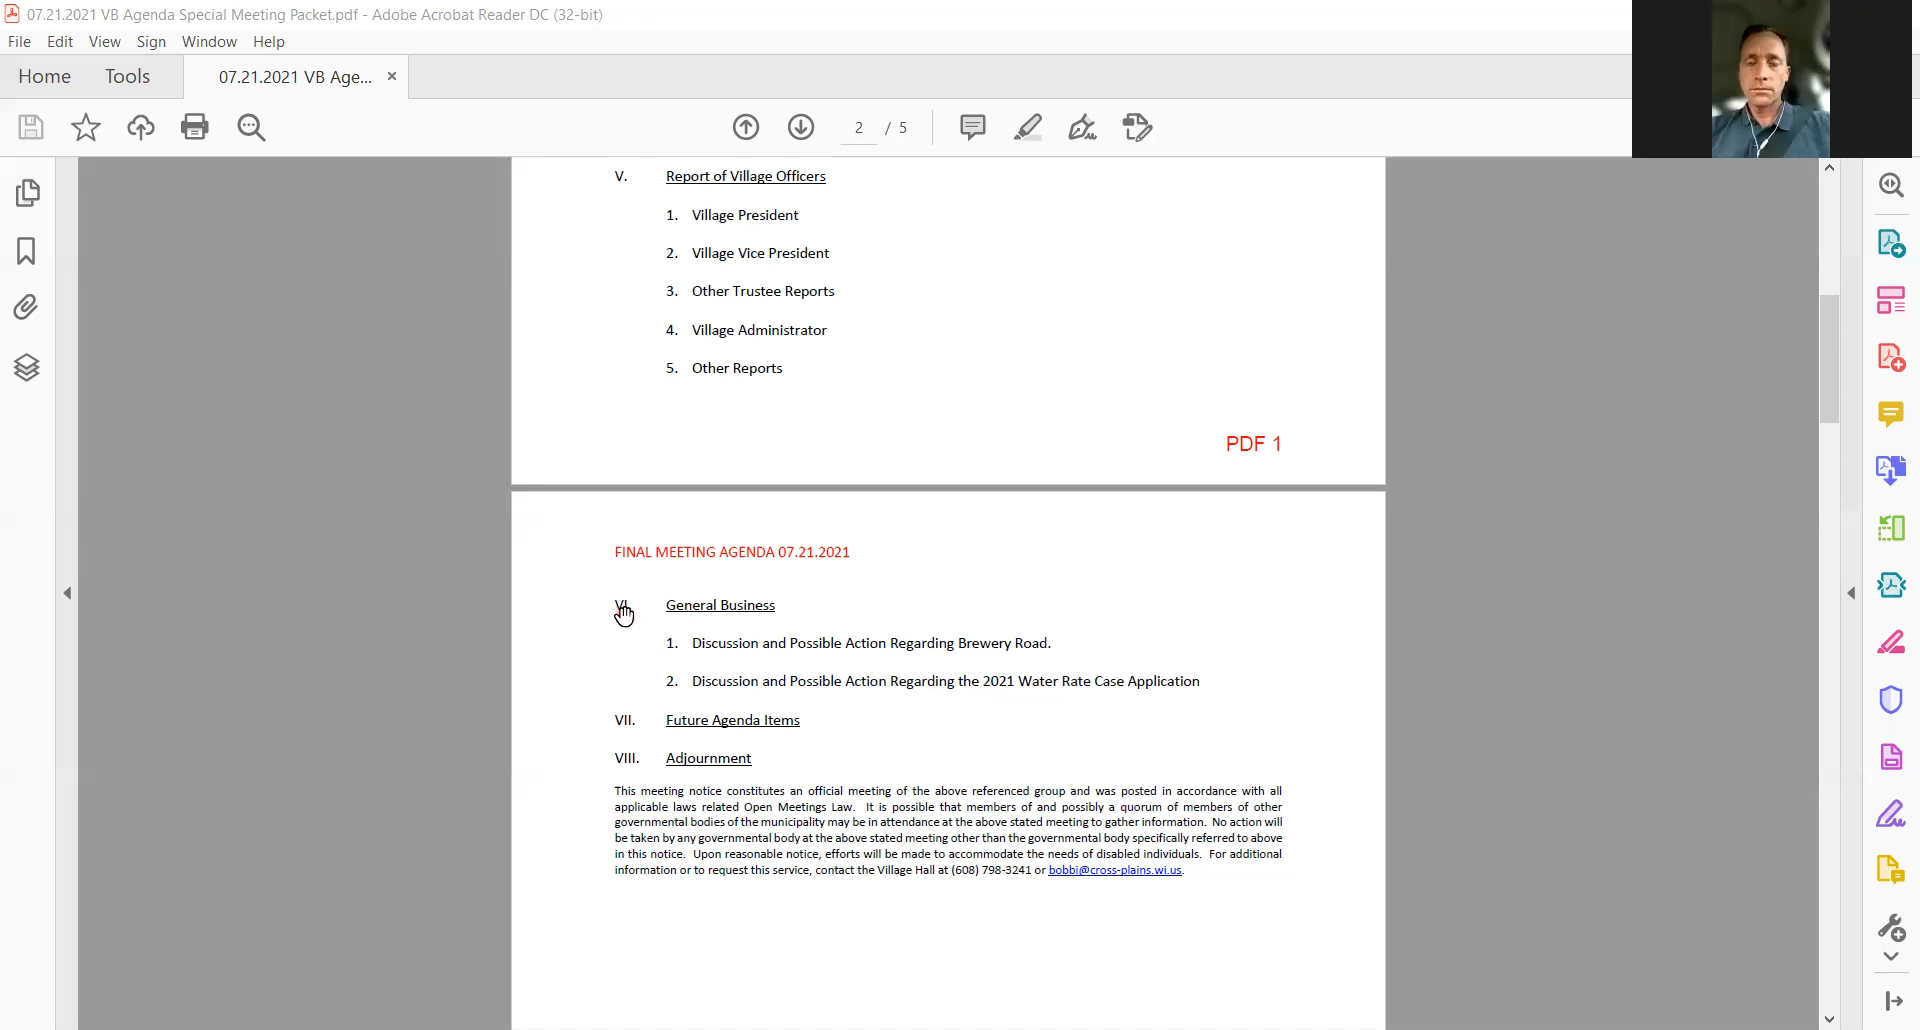 07.21.2021 VB Agenda Special Meeting Packet.pdf - Adobe Acrobat Reader DC (32-bit)
File Edit View Sign Window Help
Home Tools 07.21.2021 VB Age... ×
2 / 5
V. Report of Village Officers
1. Village President
2. Village Vice President
3. Other Trustee Reports
4. Village Administrator
5. Other Reports
PDF 1
FINAL MEETING AGENDA 07.21.2021
VI. General Business
1. Discussion and Possible Action Regarding Brewery Road.
2. Discussion and Possible Action Regarding the 2021 Water Rate Case Application
VII. Future Agenda Items
VIII. Adjournment
This meeting notice constitutes an official meeting of the above referenced group and was posted in accordance with all
applicable laws related Open Meetings Law. It is possible that members of and possibly a quorum of members of other
governmental bodies of the municipality may be in attendance at the above stated meeting to gather information. No action will
be taken by any governmental body at the above stated meeting other than the governmental body specifically referred to above
in this notice. Upon reasonable notice, efforts will be made to accommodate the needs of disabled individuals. For additional
information or to request this service, contact the Village Hall at (608) 798-3241 or bobbi@cross-plains.wi.us.